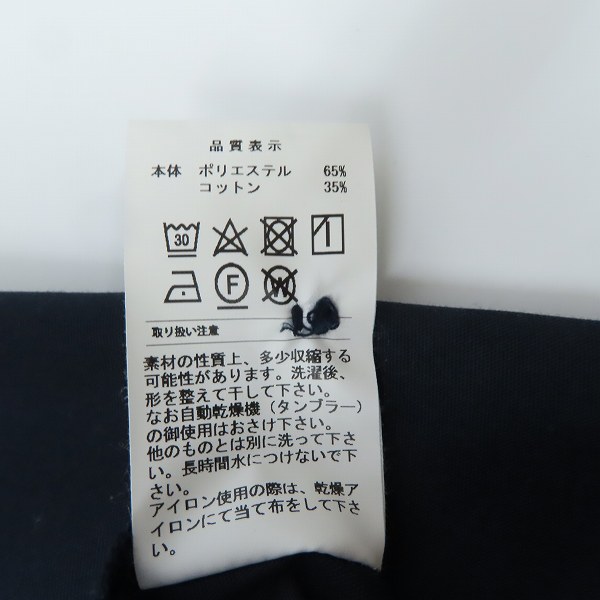 品質表示
本体 ポリエステル 65%
コットン 35%
30
F
W
取り扱い注意
素材の性質上、多少収縮する
可能性があります。洗濯後、
形を整えて干して下さい。
なお自動乾燥機（タンブラー）
の御使用はおさけ下さい。
他のものとは別に洗って下さ
い。長時間水につけないで下
さい。
アイロン使用の際は、乾燥ア
イロンにて当て布をして下さ
い。